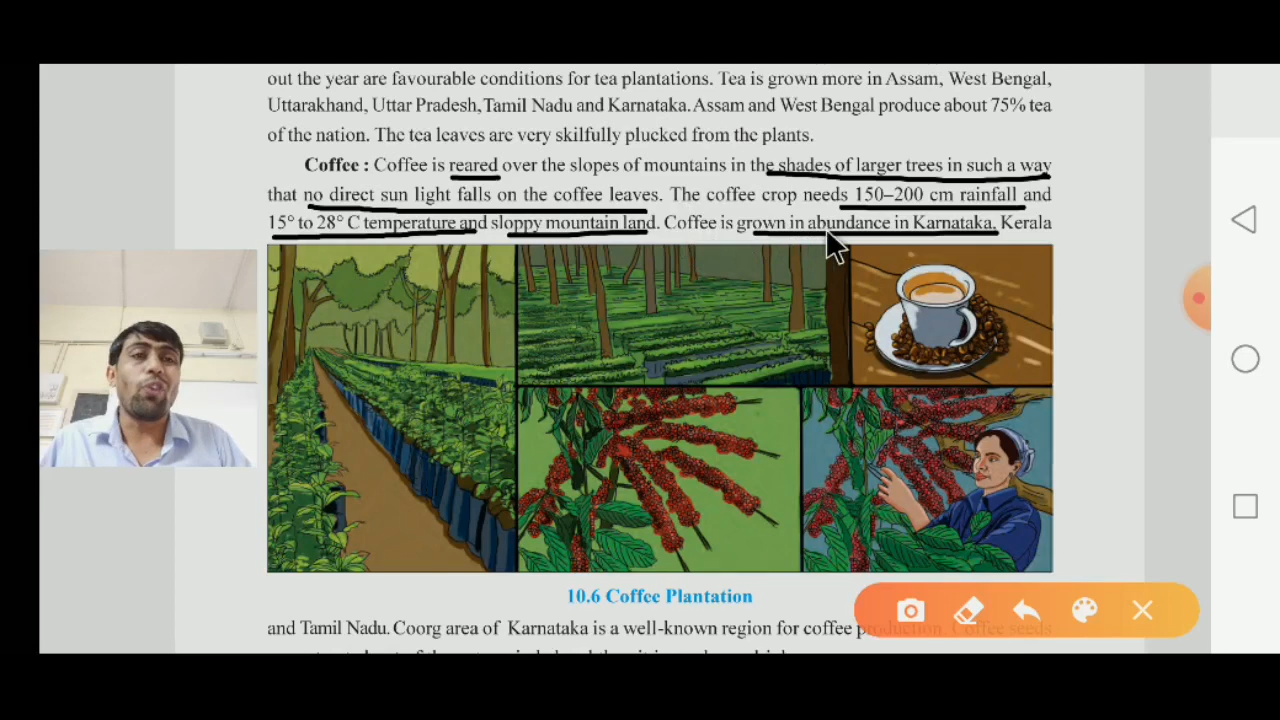 out the year are favourable conditions for tea plantations. Tea is grown more in Assam, West Bengal,
Uttarakhand, Uttar Pradesh, Tamil Nadu and Karnataka. Assam and West Bengal produce about 75% tea
of the nation. The tea leaves are very skilfully plucked from the plants.
Coffee : Coffee is reared over the slopes of mountains in the shades of larger trees in such a way
that no direct sun light falls on the coffee leaves. The coffee crop needs 150–200 cm rainfall and
15° to 28° C temperature and sloppy mountain land. Coffee is grown in abundance in Karnataka, Kerala
10.6 Coffee Plantation
and Tamil Nadu. Coorg area of Karnataka is a well-known region for coffee production. Coffee seeds